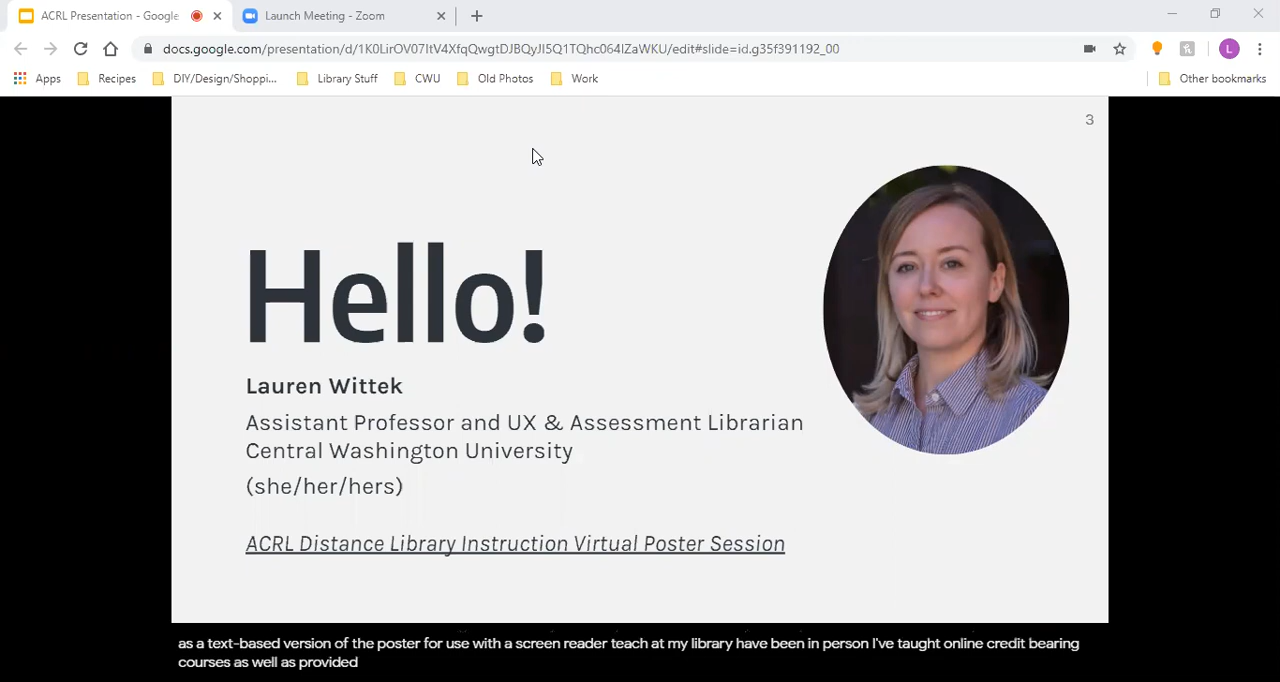 ACRL Presentation - Google
Launch Meeting - Zoom
docs.google.com/presentation/d/1K0LirOV07ItV4XfqQwgtDJBQyJI5Q1TQhc064lZaWKU/edit#slide=id.g35f391192_00
L
Apps
Recipes
DIY/Design/Shoppi...
Library Stuff
CWU
Old Photos
Work
Other bookmarks
3
Hello!
Lauren Wittek
Assistant Professor and UX & Assessment Librarian
Central Washington University
(she/her/hers)
ACRL Distance Library Instruction Virtual Poster Session
as a text-based version of the poster for use with a screen reader teach at my library have been in person I've taught online credit bearing
courses as well as provided